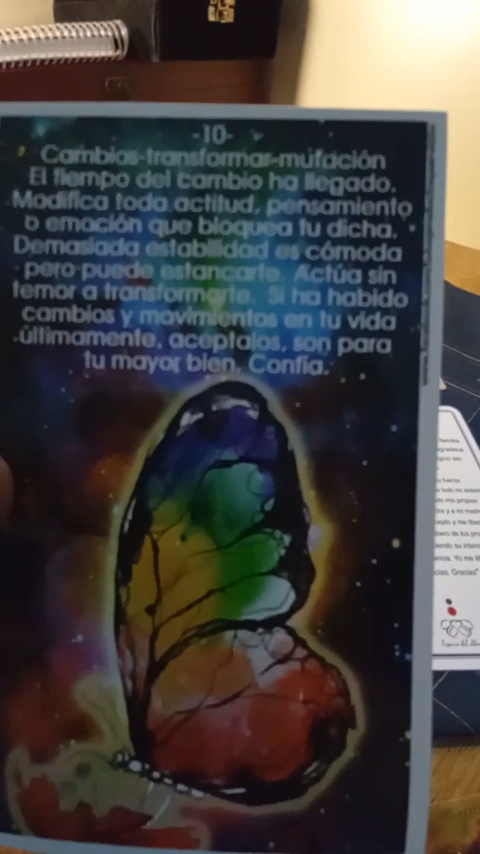 -10-
Cambios-transformar-mutación
El tiempo del cambio ha llegado.
Modifica toda actitud, pensamiento
o emoción que bloquea tu dicha.
Demasiada estabilidad es cómoda
pero puede estancarte. Actúa sin
temor a transformarte. Si ha habido
cambios y movimientos en tu vida
últimamente, aceptalos, son para
tu mayor bien. Confía.